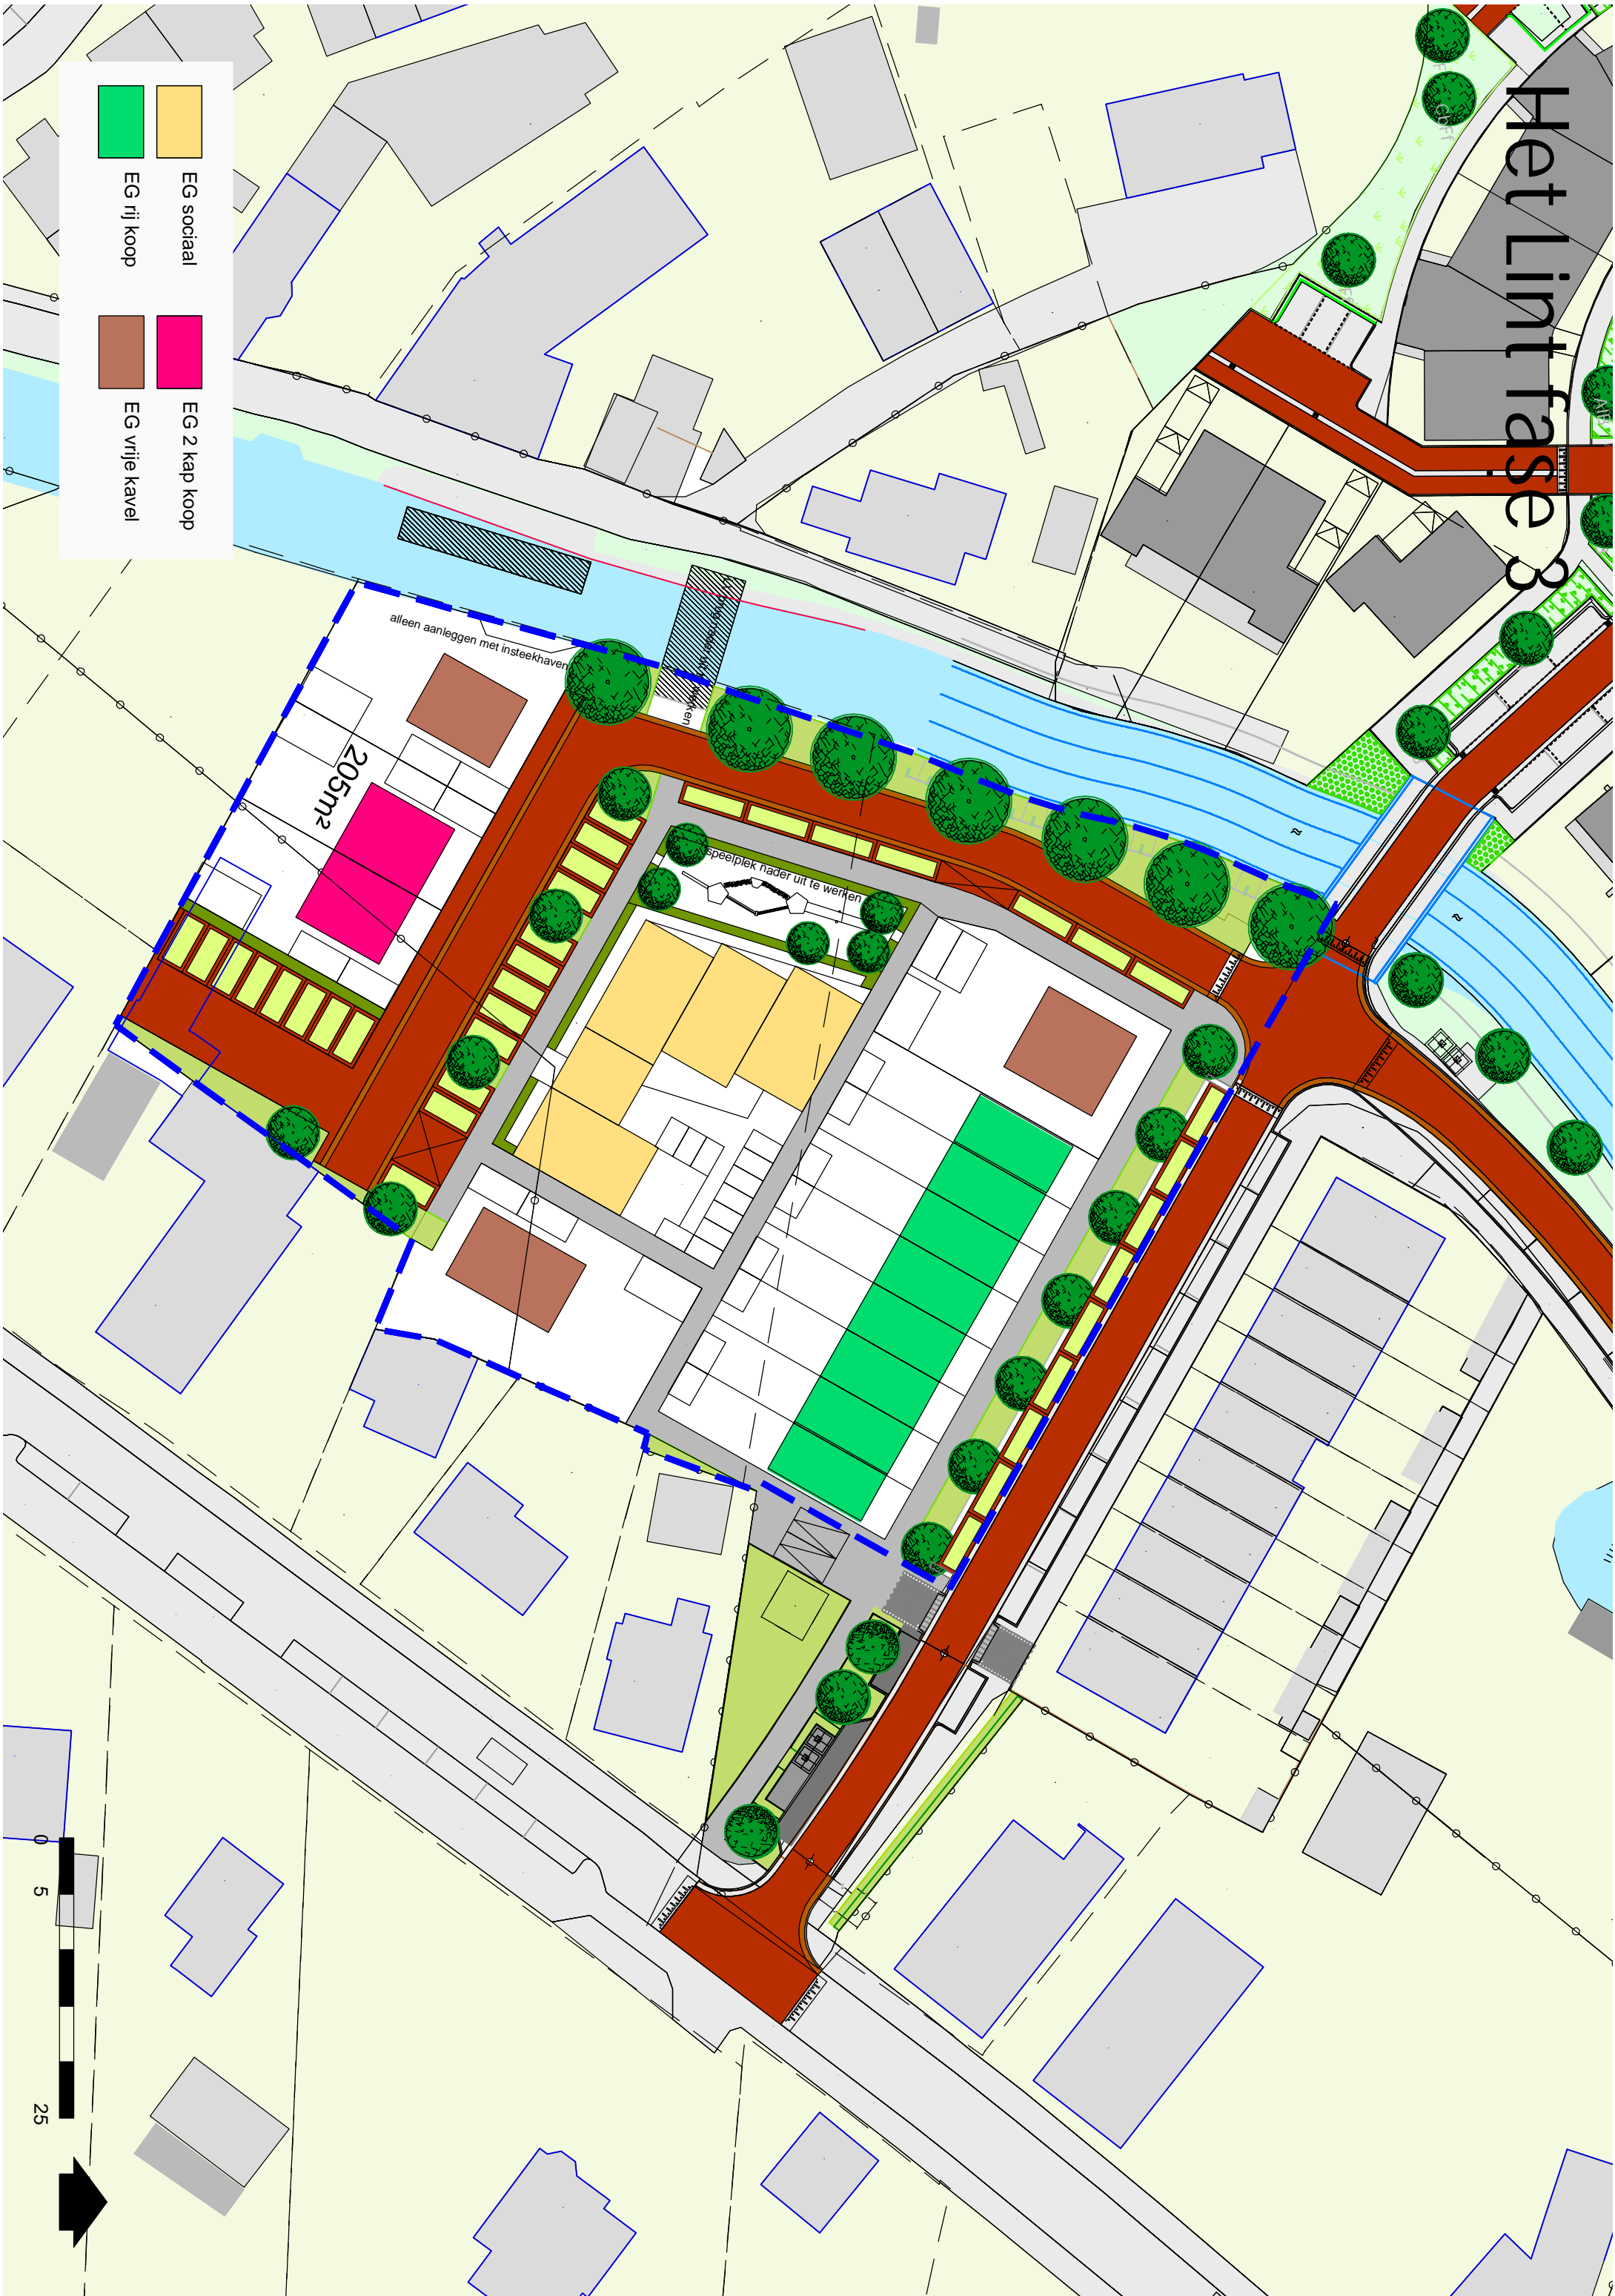 Het Lint fase 3
EG sociaal
EG 2 kap koop
EG rij koop
EG vrije kavel
alleen aanleggen met insteekhaven
speelplek nader uit te werken
205m²
0
5
25